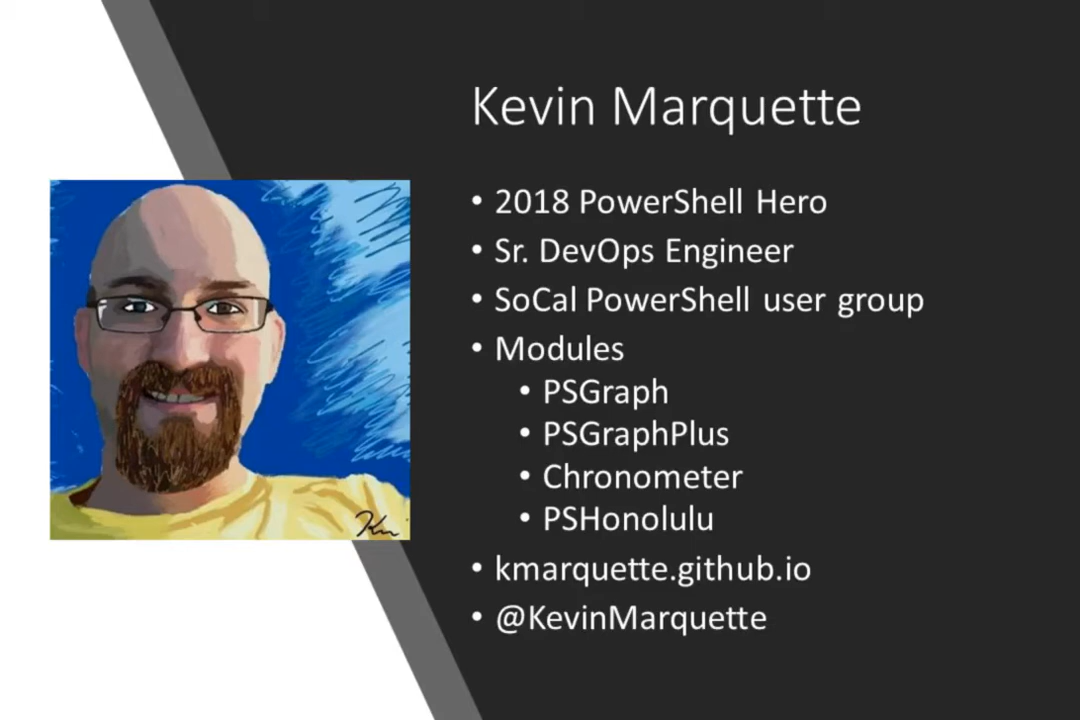 Kevin Marquette
• 2018 PowerShell Hero
• Sr. DevOps Engineer
• SoCal PowerShell user group
• Modules
• PSGraph
• PSGraphPlus
• Chronometer
• PSHonolulu
• kmarquette.github.io
• @KevinMarquette